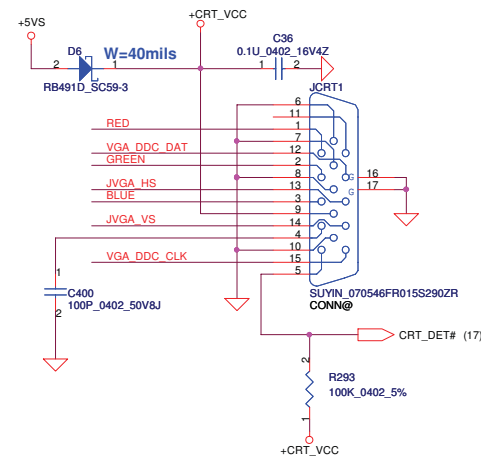 +CRT_VCC
+5VS
D6
W=40mils
2
1
RB491D_SC59-3
C36
0.1U_0402_16V4Z
1
2
JCRT1
6
11
RED
1
7
VGA_DDC_DAT
12
GREEN
2
8
JVGA_HS
13
BLUE
3
9
JVGA_VS
14
4
10
VGA_DDC_CLK
15
5
G
16
G
17
1
C400
100P_0402_50V8J
2
SUYIN_070546FR015S290ZR
CONN@
CRT_DET# (17)
2
R293
100K_0402_5%
1
+CRT_VCC